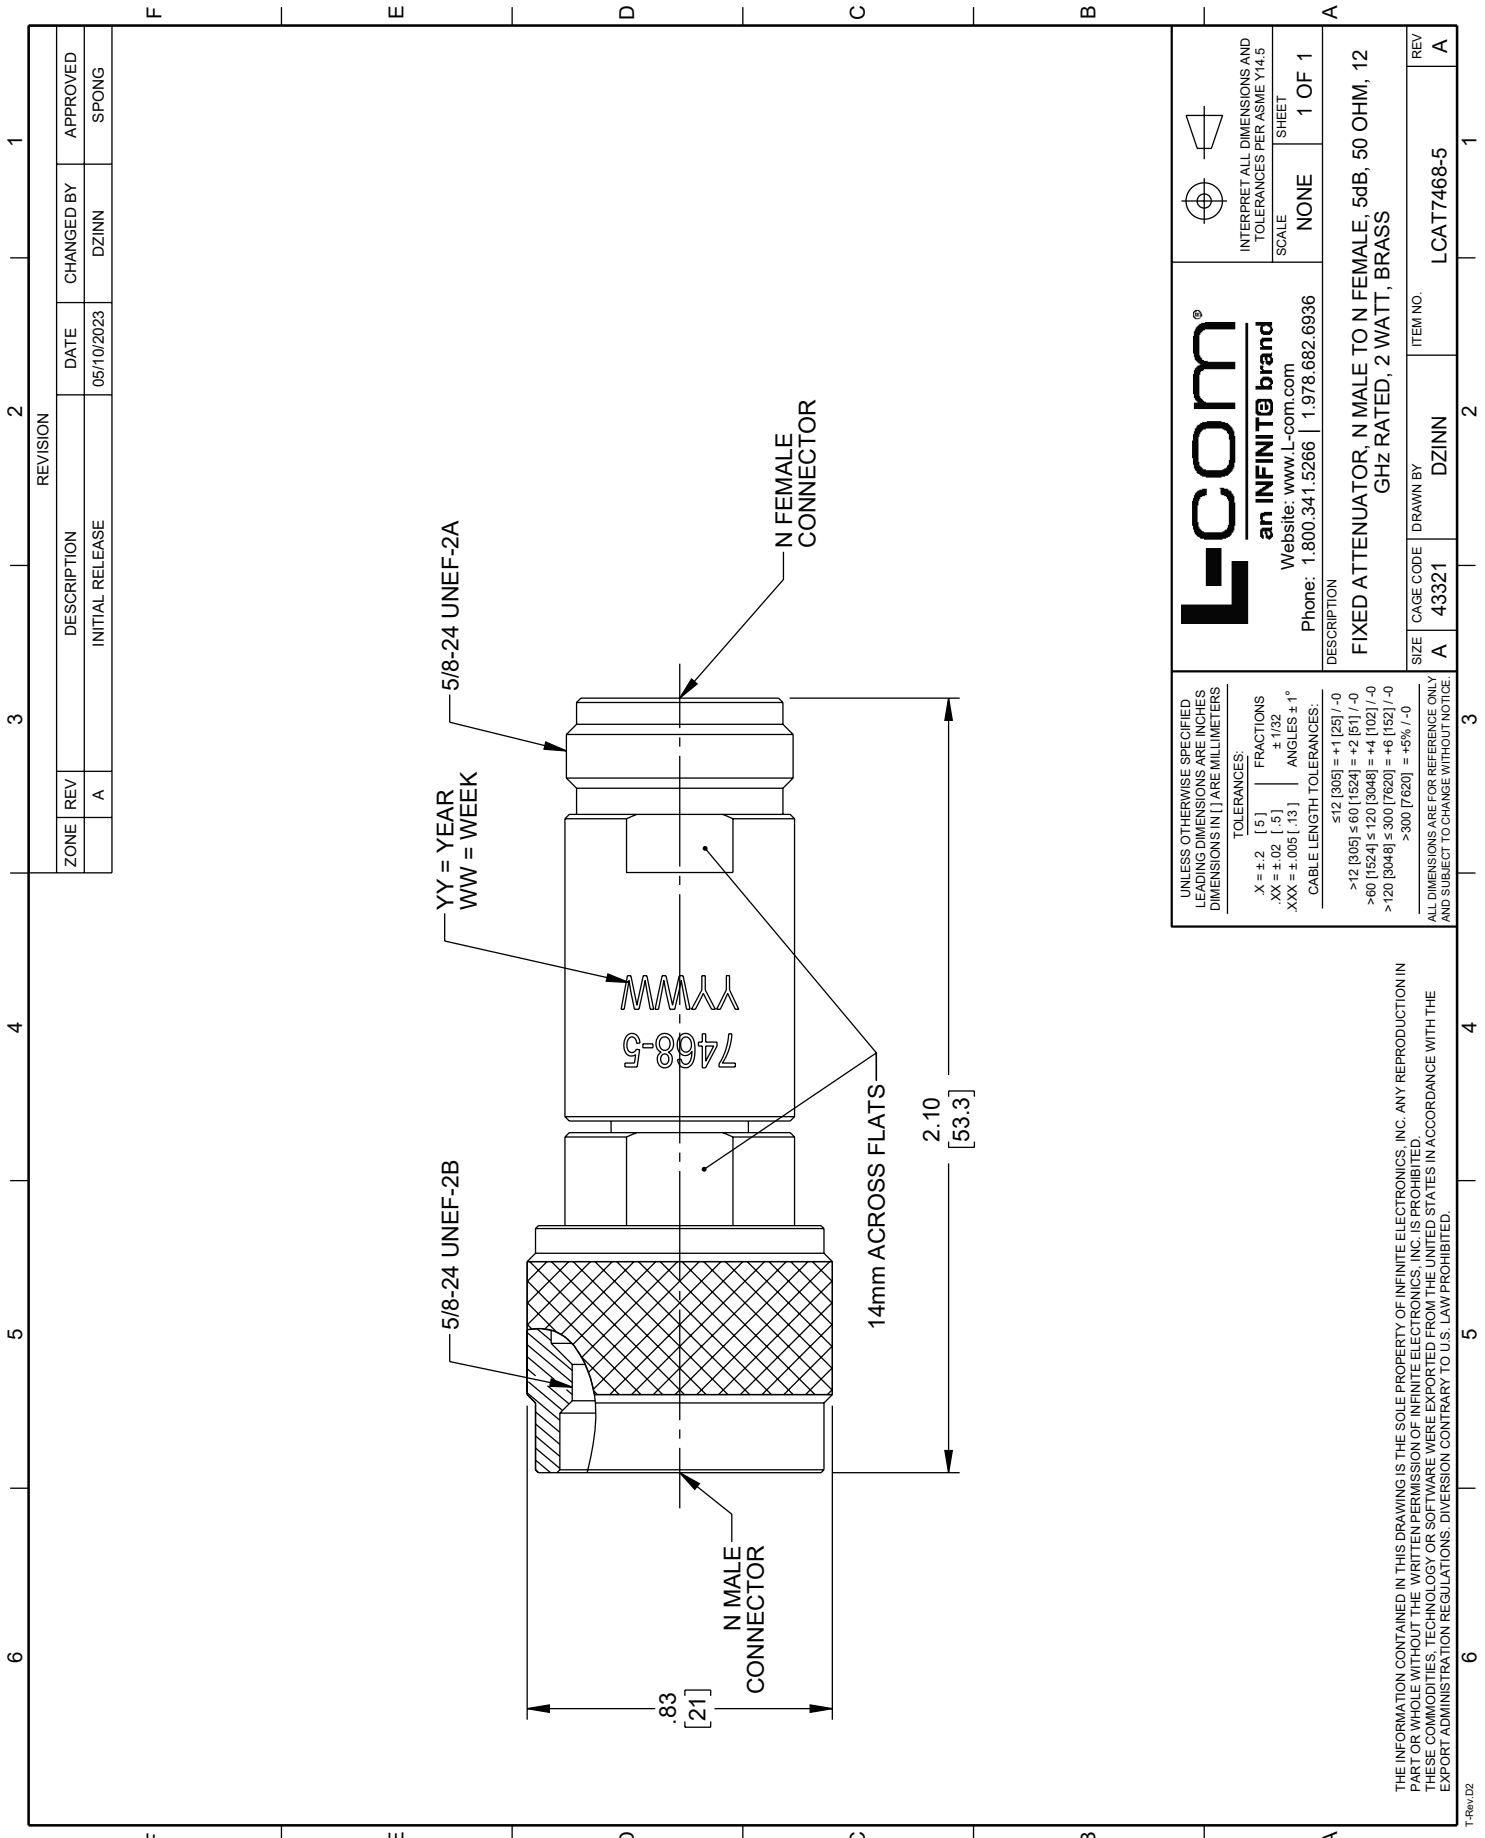 6
5
4
3
2
1
REVISION
ZONE
REV
DESCRIPTION
DATE
CHANGED BY
APPROVED
A
INITIAL RELEASE
05/10/2023
DZINN
SPONG
F
E
D
C
B
A
5/8-24 UNEF-2B
YY = YEAR
WW = WEEK
5/8-24 UNEF-2A
7468-5
YYWW
.83
[21]
N MALE
CONNECTOR
14mm ACROSS FLATS
2.10
[53.3]
N FEMALE
CONNECTOR
THE INFORMATION CONTAINED IN THIS DRAWING IS THE SOLE PROPERTY OF INFINITE ELECTRONICS, INC. ANY REPRODUCTION IN
PART OR WHOLE WITHOUT THE WRITTEN PERMISSION OF INFINITE ELECTRONICS, INC. IS PROHIBITED.
THESE COMMODITIES, TECHNOLOGY OR SOFTWARE WERE EXPORTED FROM THE UNITED STATES IN ACCORDANCE WITH THE
EXPORT ADMINISTRATION REGULATIONS. DIVERSION CONTRARY TO U.S. LAW PROHIBITED.
UNLESS OTHERWISE SPECIFIED
LEADING DIMENSIONS ARE INCHES
DIMENSIONS IN [ ] ARE MILLIMETERS
TOLERANCES:
.X = ±.2 [5] FRACTIONS
.XX = ±.02 [.5] ± 1/32
.XXX = ±.005 [.13] ANGLES ± 1°
CABLE LENGTH TOLERANCES:
≤12 [305] = +1 [25] / -0
>12 [305] ≤ 60 [1524] = +2 [51] / -0
>60 [1524] ≤ 120 [3048] = +4 [102] / -0
>120 [3048] ≤ 300 [7620] = +6 [152] / -0
>300 [7620] = +5% / -0
ALL DIMENSIONS ARE FOR REFERENCE ONLY
AND SUBJECT TO CHANGE WITHOUT NOTICE.
L-com®
an INFINITE brand
Website: www.L-com.com
Phone: 1.800.341.5266 | 1.978.682.6936
INTERPRET ALL DIMENSIONS AND
TOLERANCES PER ASME Y14.5
SCALE
NONE
SHEET
1 OF 1
DESCRIPTION
FIXED ATTENUATOR, N MALE TO N FEMALE, 5dB, 50 OHM, 12
GHz RATED, 2 WATT, BRASS
SIZE
A
CAGE CODE
43321
DRAWN BY
DZINN
ITEM NO.
LCAT7468-5
REV
A
F
E
D
C
B
A
6
5
4
3
2
1
T-Rev.D2